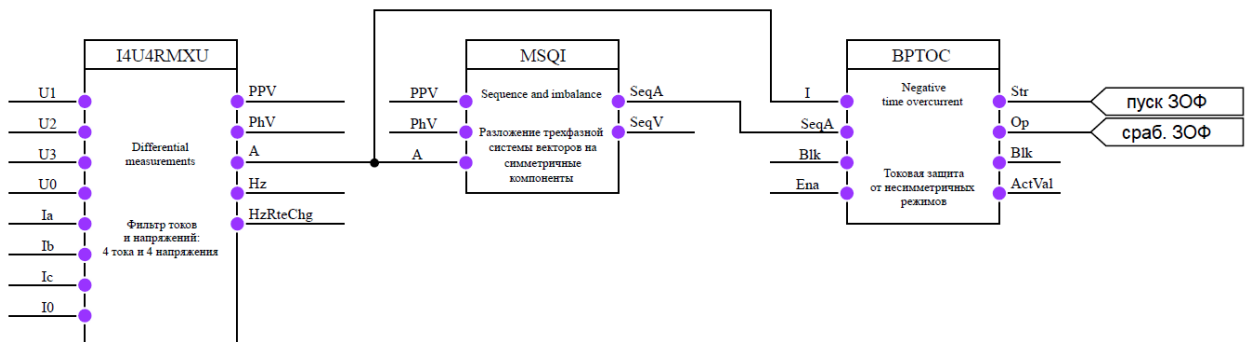 I4U4RMXU
U1
U2
U3
U0
Ia
Ib
Ic
I0
Differential
measurements
Фильтр токов
и напряжений:
4 тока и 4 напряжения
PPV
PhV
A
Hz
HzRteChg
MSQI
PPV
PhV
A
Sequence and imbalance
Разложение трехфазной
системы векторов на
симметричные
компоненты
SeqA
SeqV
BPTOC
I
SeqA
Blk
Ena
Negative
time overcurrent
Токовая защита
от несимметричных
режимов
Str
Op
Blk
ActVal
пуск ЗОФ
сраб. ЗОФ